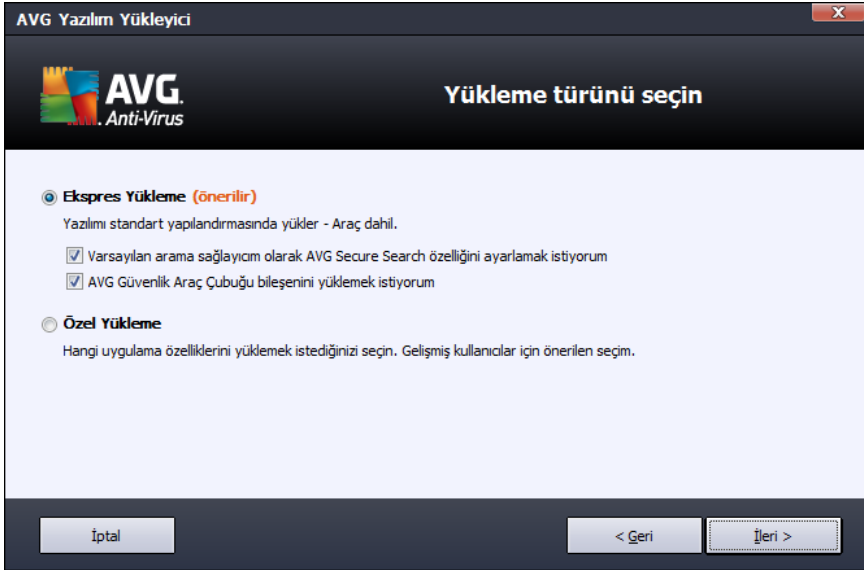 AVG Yazılım Yükleyici
AVG.
Anti-Virus
Yükleme türünü seçin
Ekspres Yükleme (önerilir)
Yazılımı standart yapılandırmasında yükler - Araç dahil.
Varsayılan arama sağlayıcım olarak AVG Secure Search özelliğini ayarlamak istiyorum
AVG Güvenlik Araç Çubuğu bileşenini yüklemek istiyorum
Özel Yükleme
Hangi uygulama özelliklerini yüklemek istediğinizi seçin. Gelişmiş kullanıcılar için önerilen seçim.
İptal
< Geri
İleri >